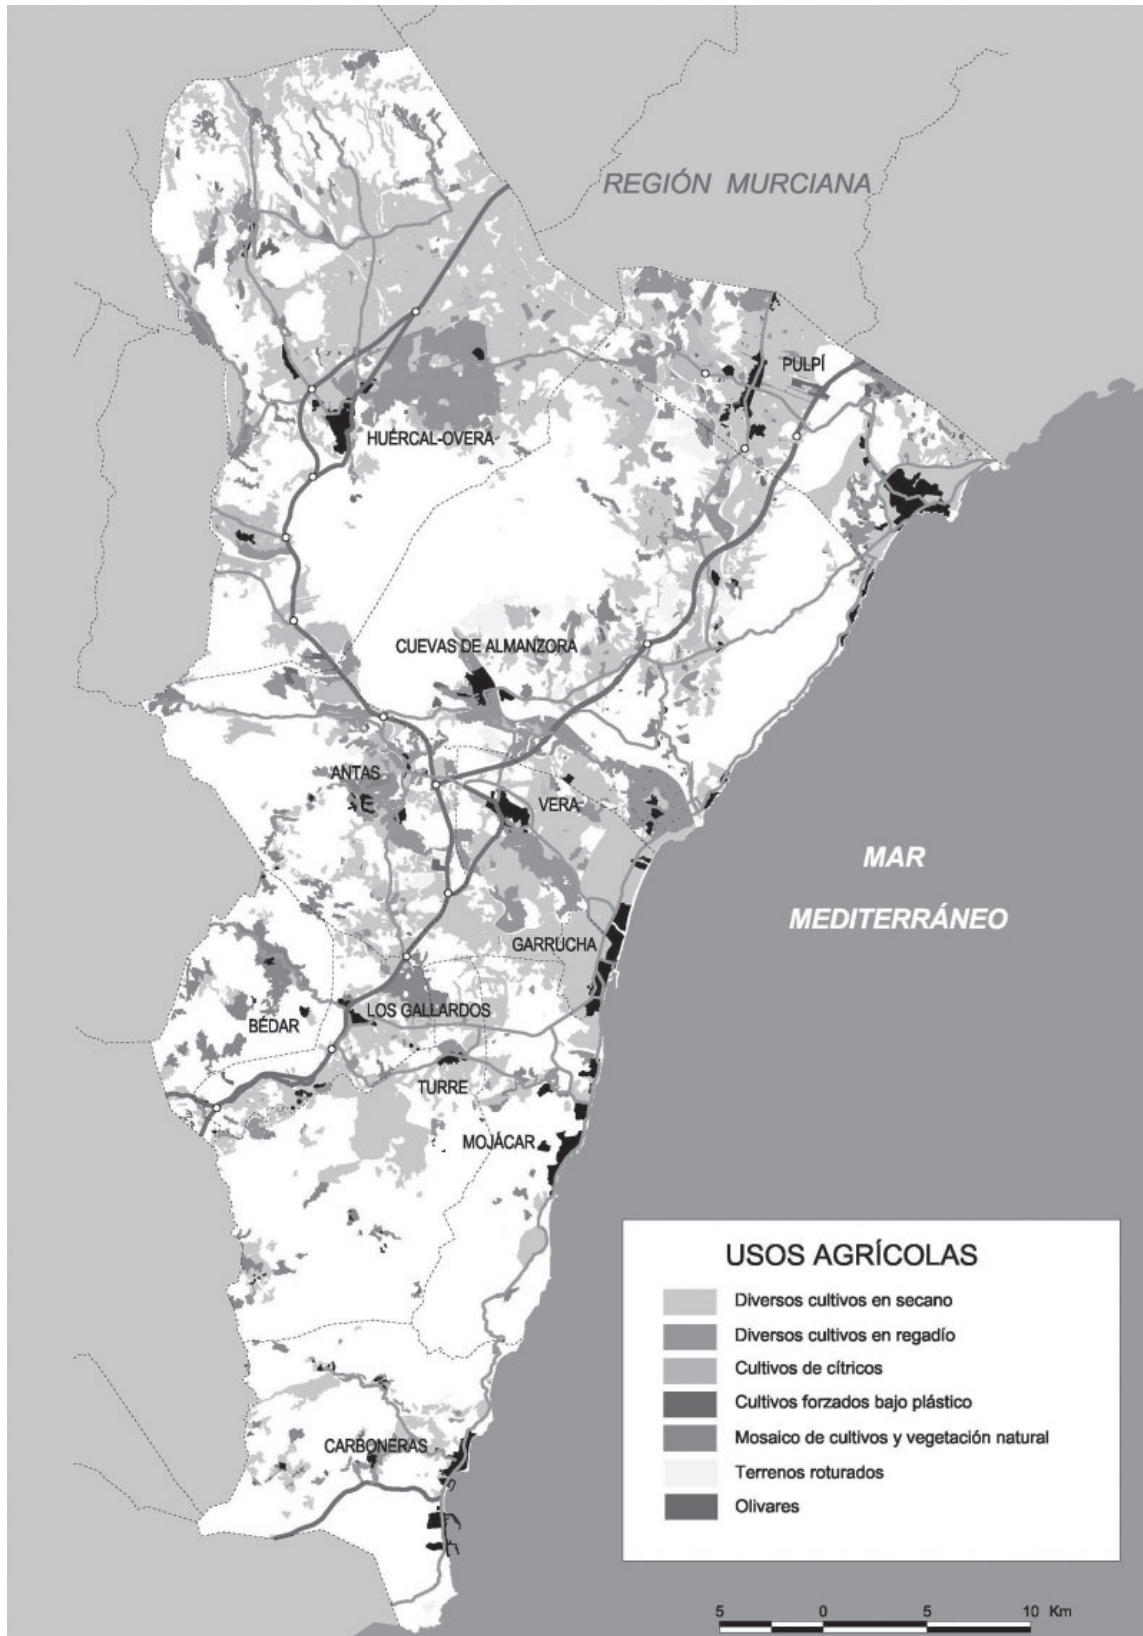 REGIÓN MURCIANA
PULPÍ
HUÉRCAL-OVERA
CUEVAS DE ALMANZORA
ANTAS
VERA
MAR
MEDITERRÁNEO
GARRUCHA
LOS GALLARDOS
BÉDAR
TURRE
MOJÁCAR
CARBONERAS
USOS AGRÍCOLAS
Diversos cultivos en secano
Diversos cultivos en regadío
Cultivos de cítricos
Cultivos forzados bajo plástico
Mosaico de cultivos y vegetación natural
Terrenos roturados
Olivares
5 0 5 10 Km